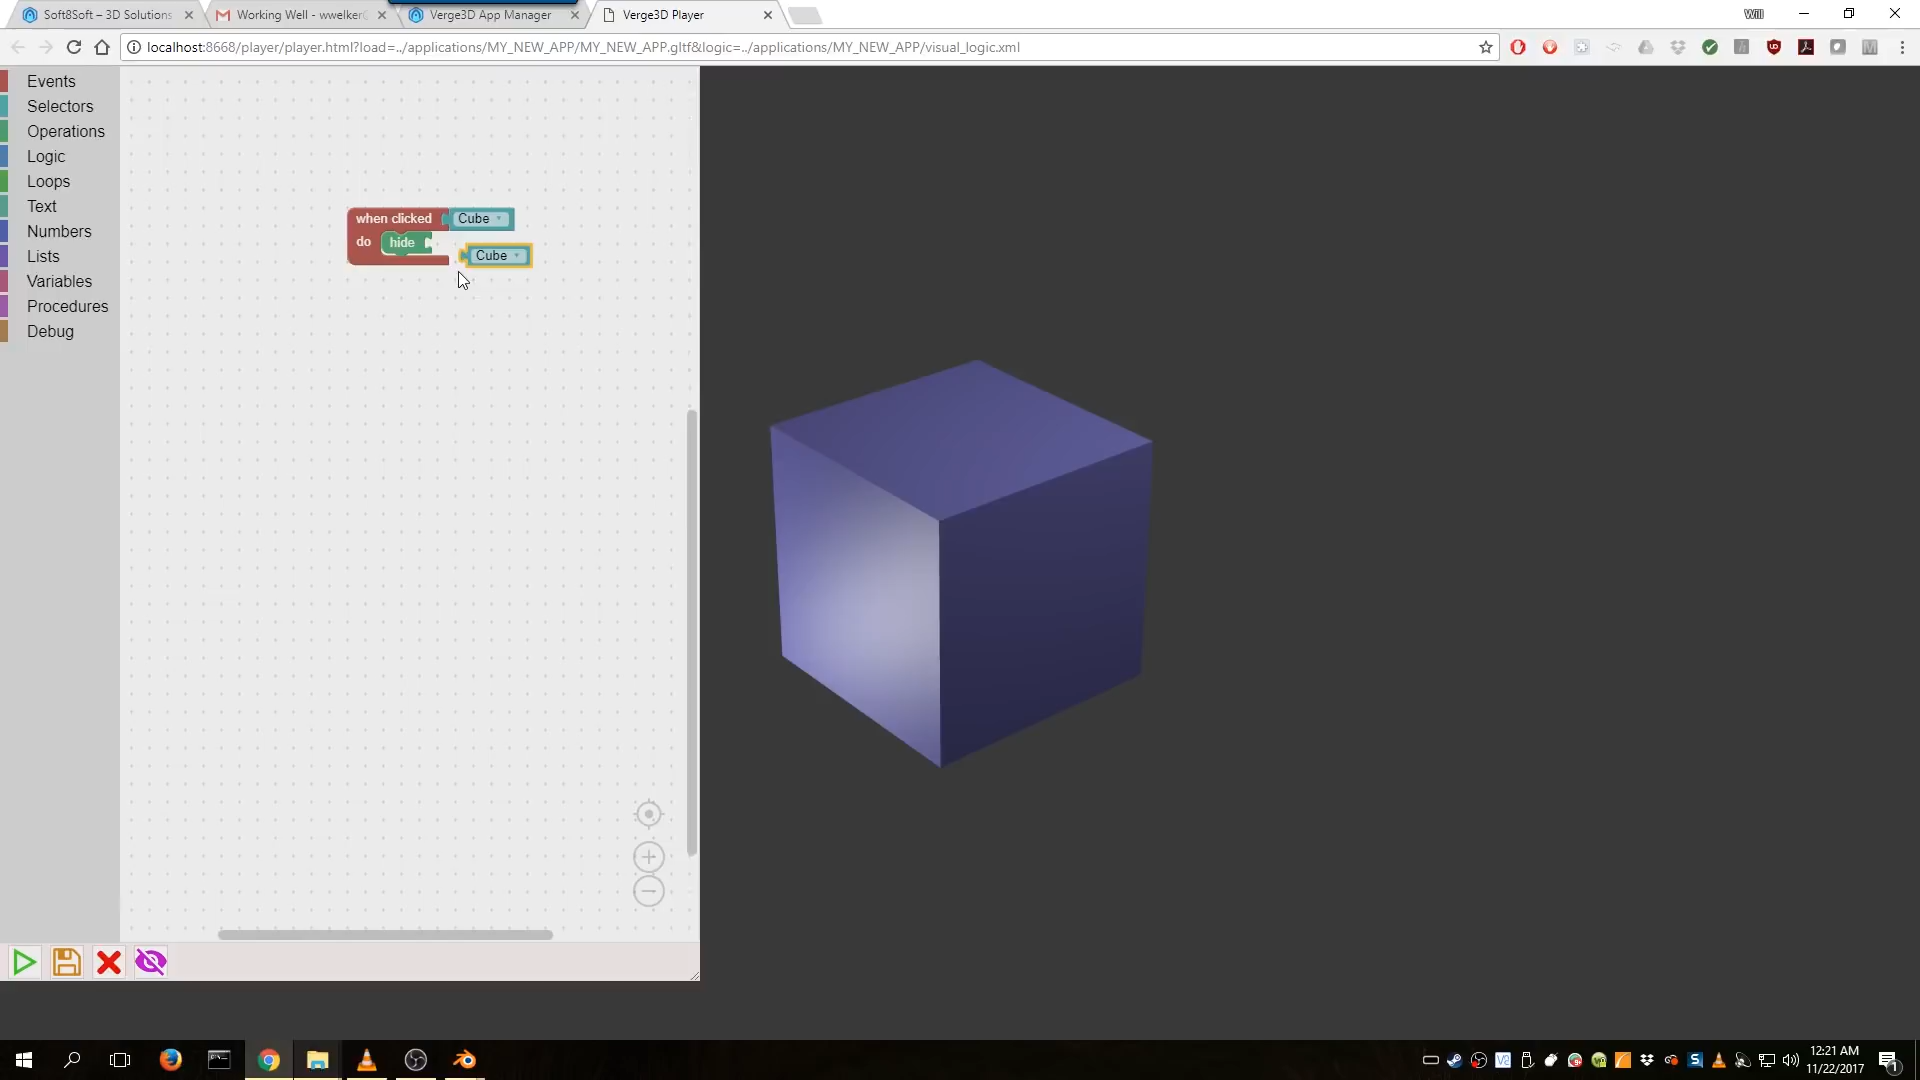 Soft8Soft – 3D Solutions
Working Well - wwelker@
Verge3D App Manager
Verge3D Player
Will
localhost:8668/player/player.html?load=../applications/MY_NEW_APP/MY_NEW_APP.gltf&logic=../applications/MY_NEW_APP/visual_logic.xml
Events
Selectors
Operations
Logic
Loops
Text
Numbers
Lists
Variables
Procedures
Debug
when clicked Cube
do hide
Cube
12:21 AM
11/22/2017